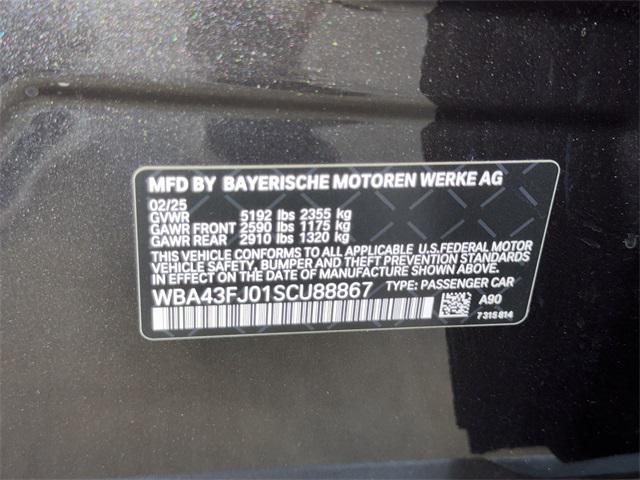 MFD BY BAYERISCHE MOTOREN WERKE AG
02/25
GVWR 5192 lbs 2355 kg
GAWR FRONT 2590 lbs 1175 kg
GAWR REAR 2910 lbs 1320 kg
THIS VEHICLE CONFORMS TO ALL APPLICABLE U.S. FEDERAL MOTOR
VEHICLE SAFETY, BUMPER, AND THEFT PREVENTION STANDARDS
IN EFFECT ON THE DATE OF MANUFACTURE SHOWN ABOVE.
WBA43FJ01SCU88867 TYPE: PASSENGER CAR
A90
7315814